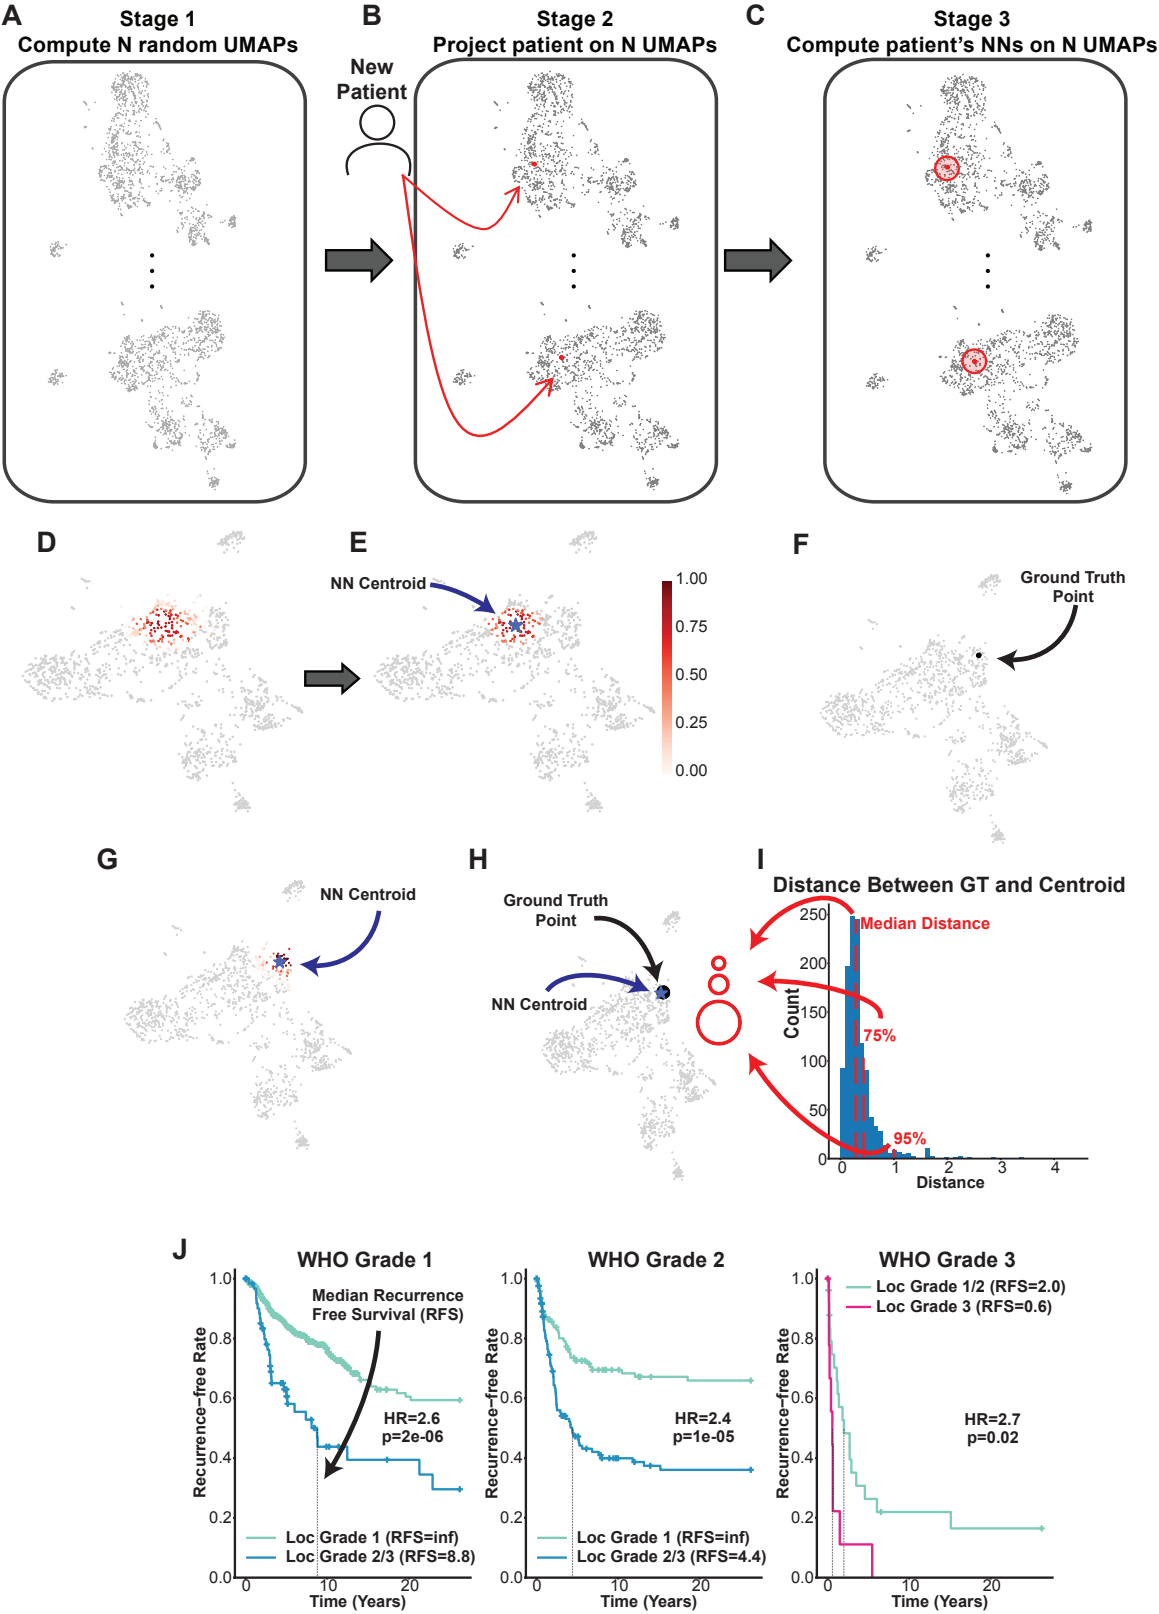 A
Stage 1
Compute N random UMAPs
B
Stage 2
Project patient on N UMAPs
C
Stage 3
Compute patient's NNs on N UMAPs
New
Patient
D
E
NN Centroid
1.00
0.75
0.50
0.25
0.00
F
Ground Truth
Point
G
NN Centroid
H
Ground Truth
Point
NN Centroid
I
Distance Between GT and Centroid
Median Distance
75%
95%
Count
250
200
150
100
50
0
0 1 2 3 4
Distance
J
WHO Grade 1
Recurrence-free Rate
1.0
0.8
0.6
0.4
0.2
0.0
Median Recurrence
Free Survival (RFS)
HR=2.6
p=2e-06
Loc Grade 1 (RFS=inf)
Loc Grade 2/3 (RFS=8.8)
0 10 20
Time (Years)
WHO Grade 2
Recurrence-free Rate
1.0
0.8
0.6
0.4
0.2
0.0
HR=2.4
p=1e-05
Loc Grade 1 (RFS=inf)
Loc Grade 2/3 (RFS=4.4)
0 10 20
Time (Years)
WHO Grade 3
Recurrence-free Rate
1.0
0.8
0.6
0.4
0.2
0.0
Loc Grade 1/2 (RFS=2.0)
Loc Grade 3 (RFS=0.6)
HR=2.7
p=0.02
0 10 20
Time (Years)